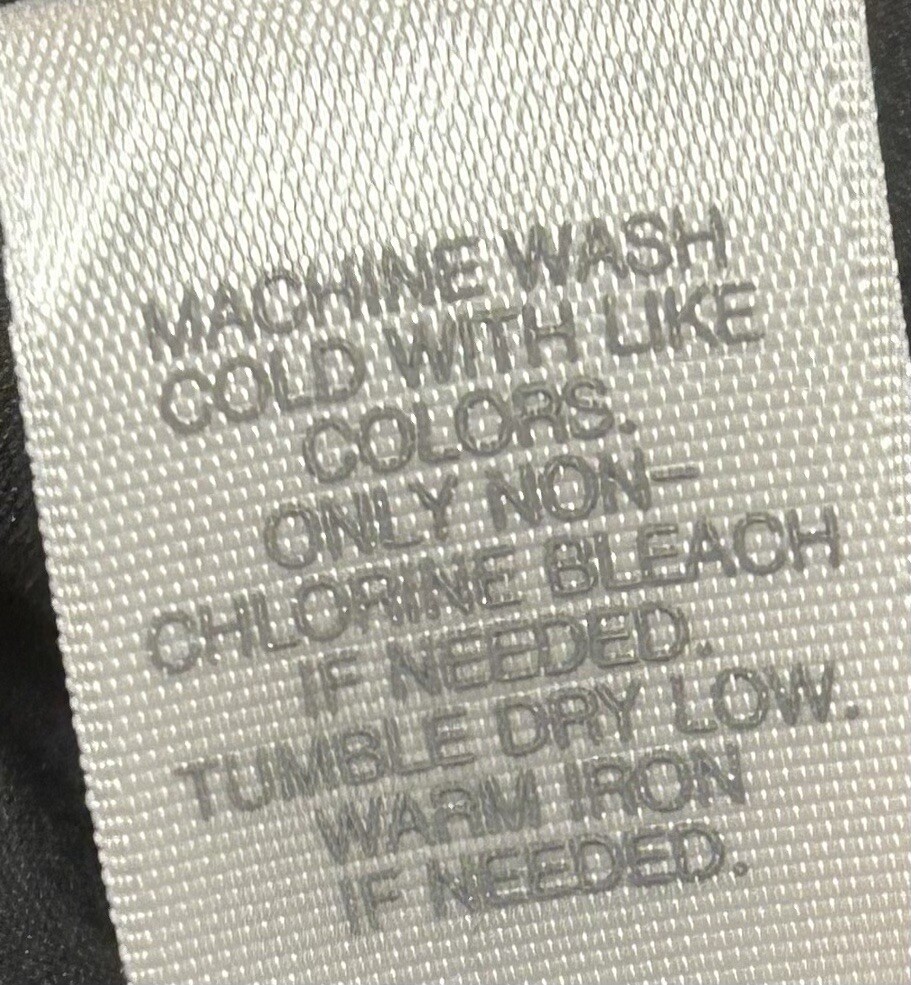 MACHINE WASH
COLD WITH LIKE
COLORS.
ONLY NON-
CHLORINE BLEACH
IF NEEDED.
TUMBLE DRY LOW.
WARM IRON
IF NEEDED.